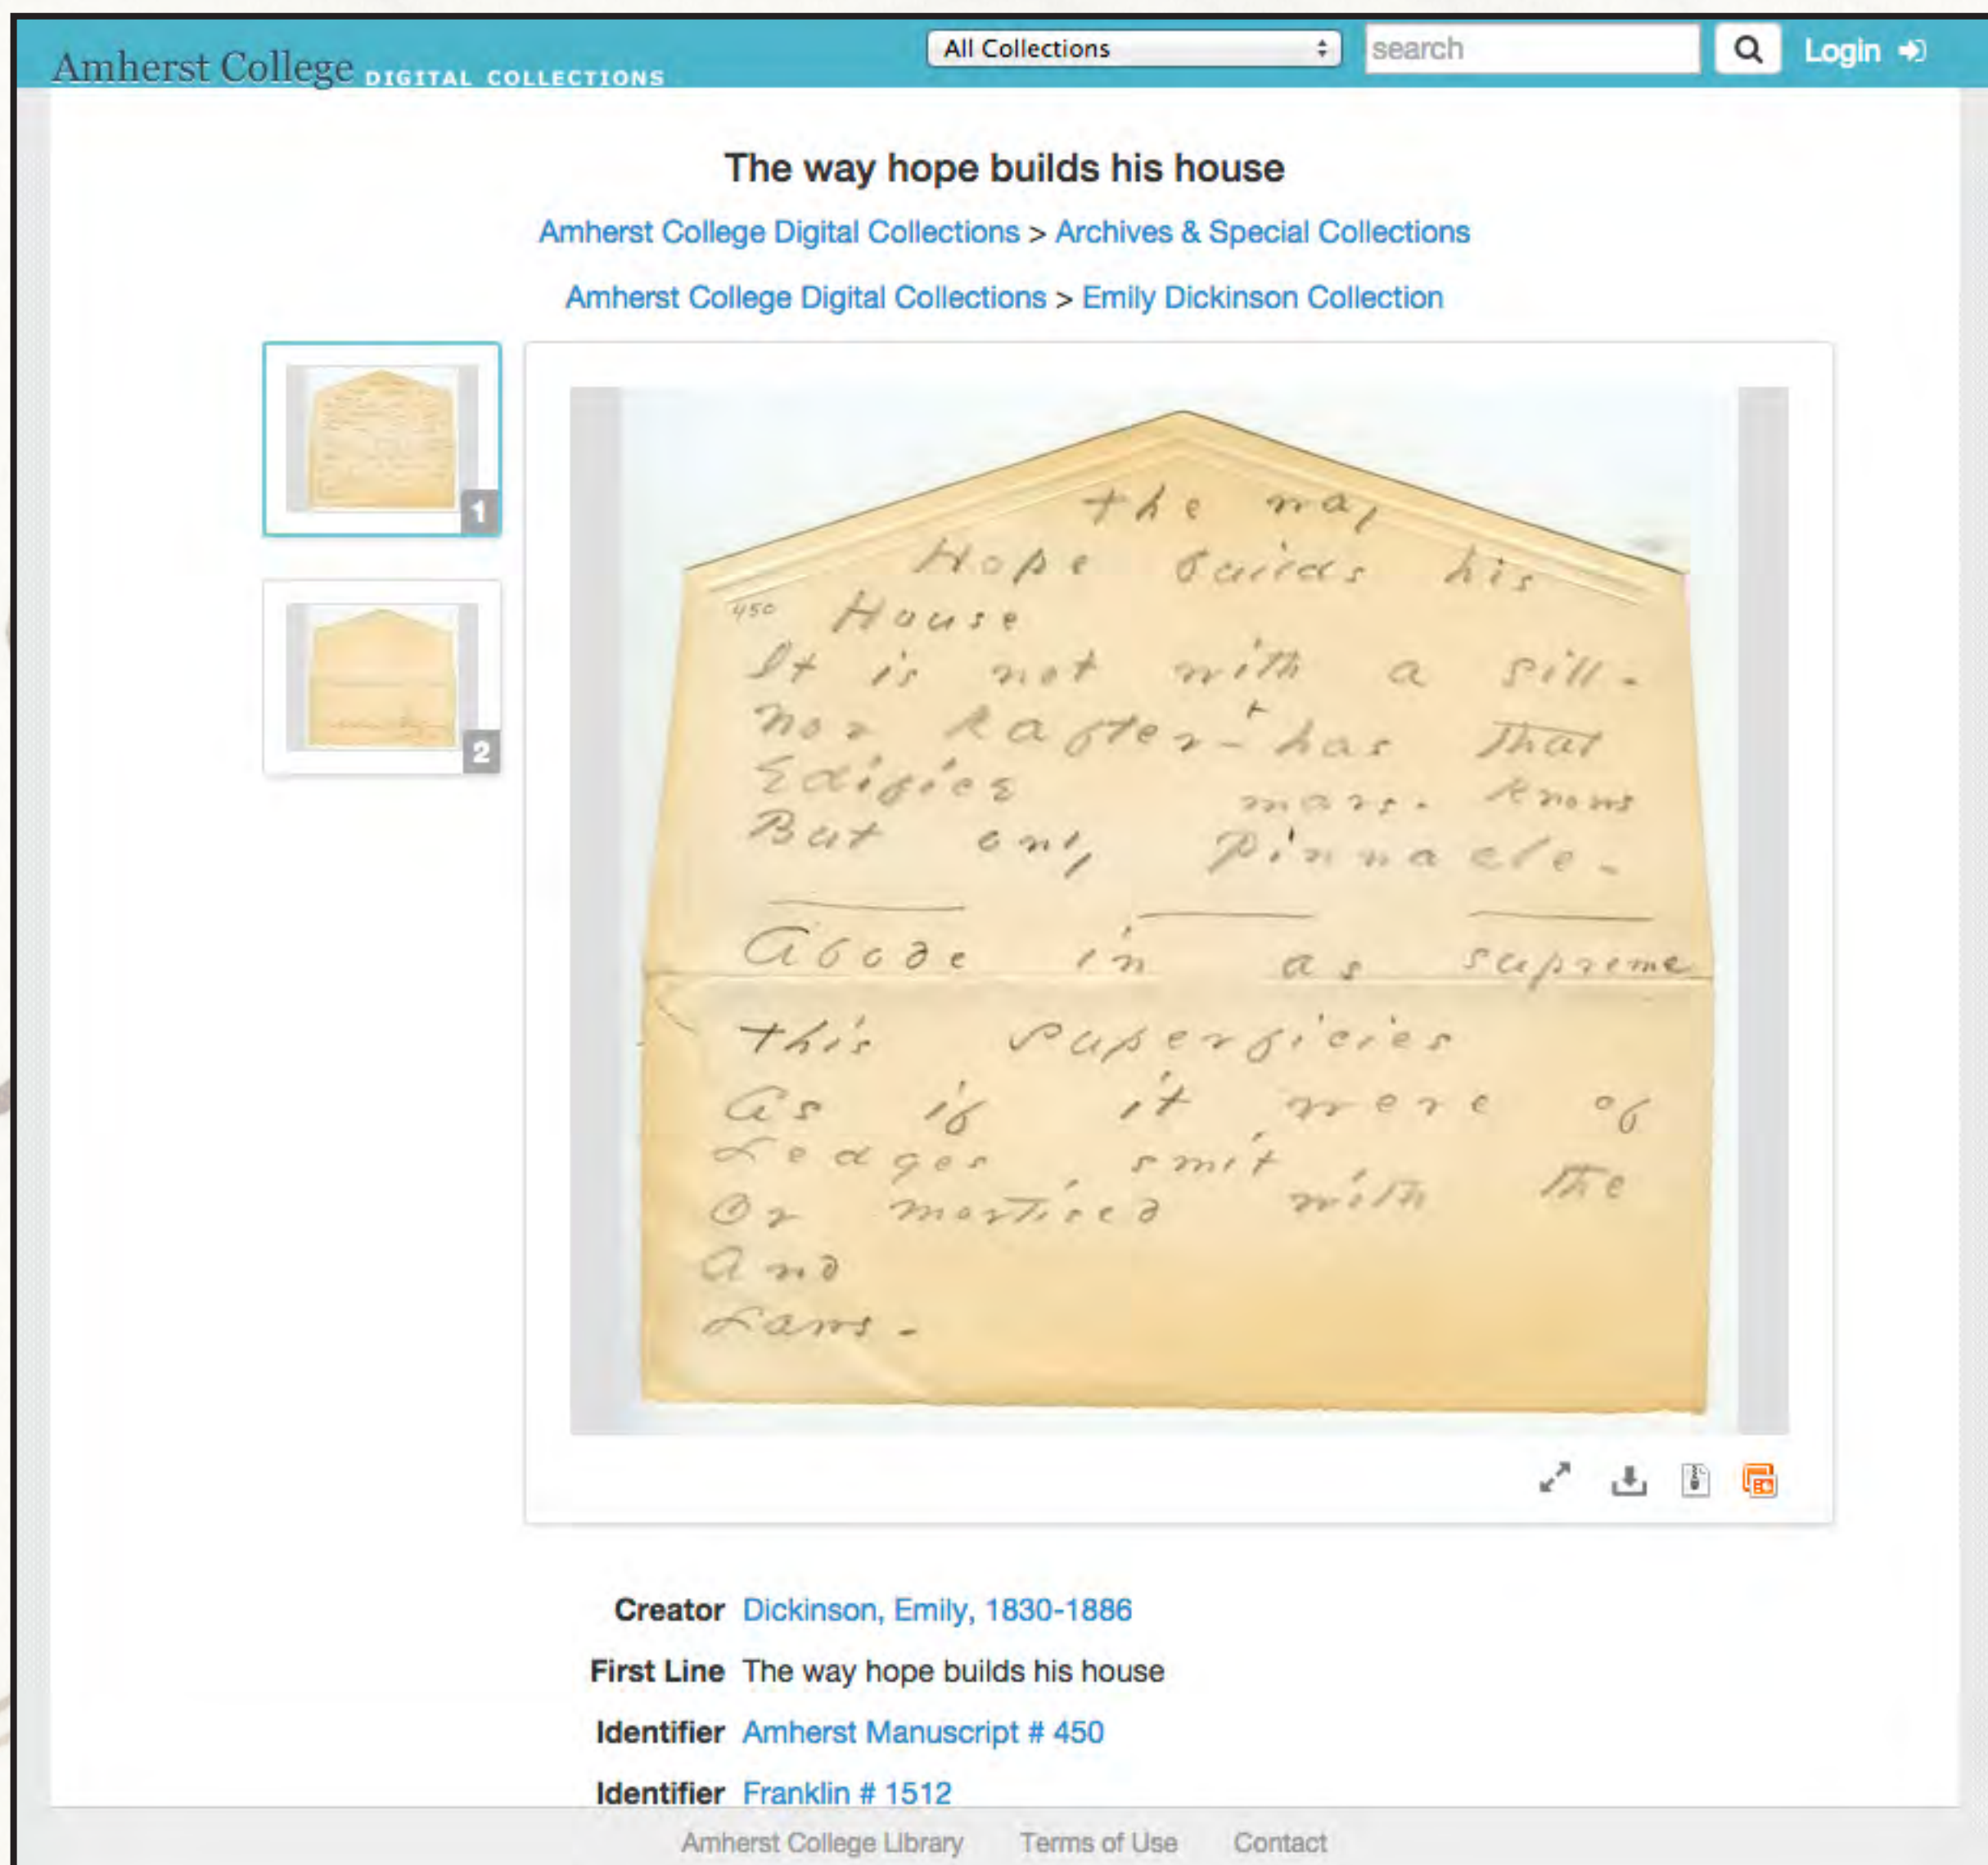 Amherst College DIGITAL COLLECTIONS
All Collections
search
Login
The way hope builds his house
Amherst College Digital Collections > Archives & Special Collections
Amherst College Digital Collections > Emily Dickinson Collection
1
2
the way
Hope builds his
450 House
It is not with a sill -
Nor Rafter - + has that
Edifice mars - knows
But only Pinnacle -
Abode in as supreme
this superficies
As if it were of
Ledges smit with the
Or mortised
And
Laws -
Creator Dickinson, Emily, 1830-1886
First Line The way hope builds his house
Identifier Amherst Manuscript # 450
Identifier Franklin # 1512
Amherst College Library Terms of Use Contact